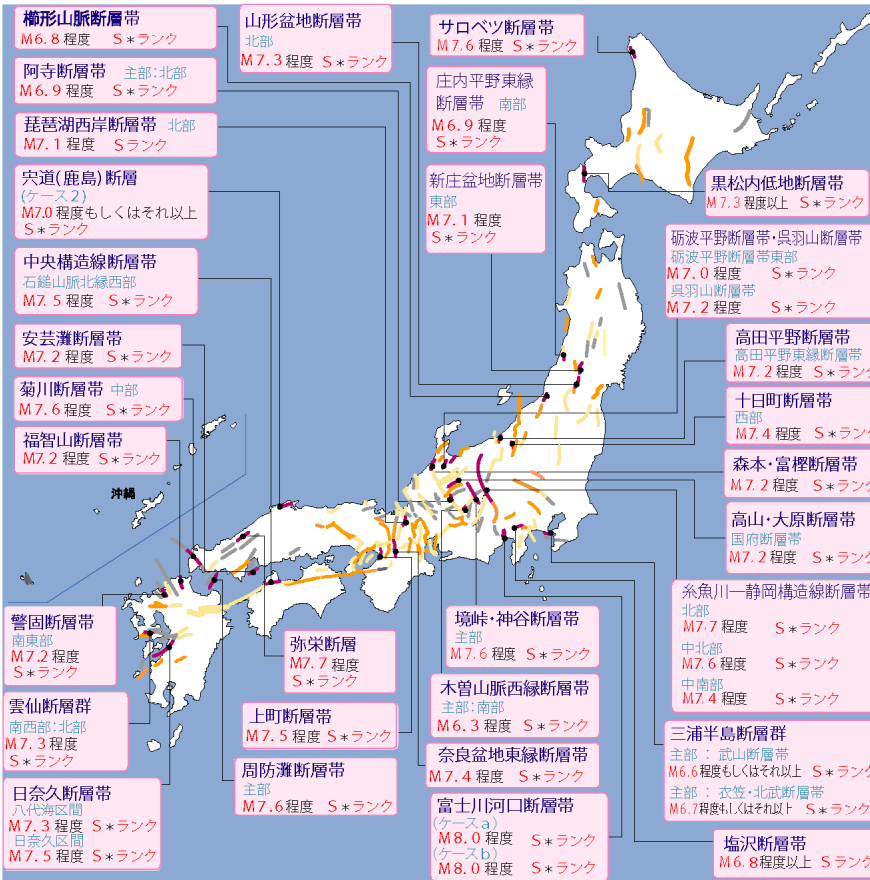 櫛形山脈断層帯
M6.8 程度 S*ランク
阿寺断層帯 主部:北部
M6.9 程度 S*ランク
琵琶湖西岸断層帯 北部
M7.1 程度 Sランク
宍道(鹿島)断層
(ケース2)
M7.0 程度もしくはそれ以上
S*ランク
中央構造線断層帯
石鎚山脈北縁西部
M7.5 程度 S*ランク
安芸灘断層帯
M7.2 程度 S*ランク
菊川断層帯 中部
M7.6 程度 S*ランク
福智山断層帯
M7.2 程度 S*ランク
沖縄
山形盆地断層帯
北部
M7.3 程度 S*ランク
サロベツ断層帯
M7.6 程度 S*ランク
庄内平野東縁
断層帯 南部
M6.9 程度
S*ランク
新庄盆地断層帯
東部
M7.1 程度
S*ランク
黒松内低地断層帯
M7.3 程度以上 S*ランク
砺波平野断層帯・呉羽山断層帯
砺波平野断層帯東部
M7.0 程度 S*ランク
呉羽山断層帯
M7.2 程度 S*ランク
高田平野断層帯
高田平野東縁断層帯
M7.2 程度 S*ランク
十日町断層帯
西部
M7.4 程度 S*ランク
森本・富樫断層帯
M7.2 程度 S*ランク
高山・大原断層帯
国府断層帯
M7.2 程度 S*ランク
糸魚川―静岡構造線断層帯
北部
M7.7 程度 S*ランク
中北部
M7.6 程度 S*ランク
中南部
M7.4 程度 S*ランク
三浦半島断層群
主部 : 武山断層帯
M6.6程度もしくはそれ以上 S*ランク
主部 : 衣笠・北武断層帯
M6.7程度もしくはそれ以上 S*ランク
塩沢断層帯
M6.8程度以上 Sランク
警固断層帯
南東部
M7.2 程度
S*ランク
雲仙断層群
南西部:北部
M7.3 程度
S*ランク
日奈久断層帯
八代海区間
M7.3 程度 S*ランク
日奈久区間
M7.5 程度 S*ランク
弥栄断層
M7.7 程度
S*ランク
上町断層帯
M7.5程度 S*ランク
周防灘断層帯
主部
M7.6 程度 S*ランク
境峠・神谷断層帯
主部
M7.6 程度 S*ランク
木曽山脈西縁断層帯
主部:南部
M6.3 程度 S*ランク
奈良盆地東縁断層帯
M7.4 程度 S*ランク
富士川河口断層帯
(ケースa)
M8.0 程度 S*ランク
(ケースb)
M8.0 程度 S*ランク